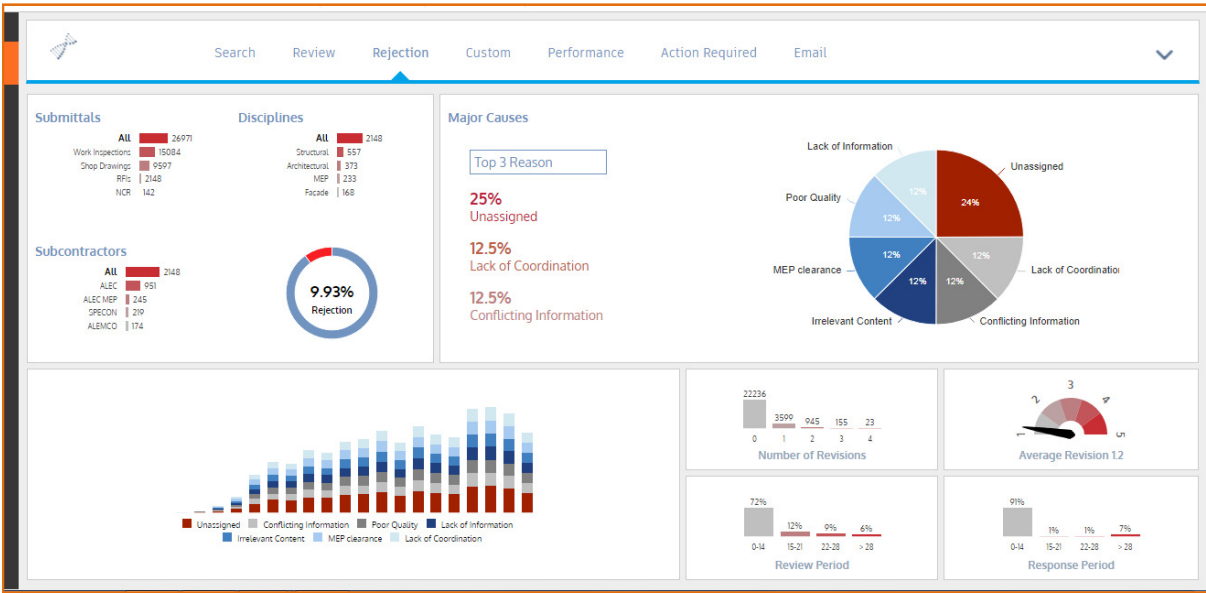 Search Review Rejection Custom Performance Action Required Email
Submittals
All 26971
Work Inspections 15084
Shop Drawings 9597
RFIs 2148
NCR 142
Disciplines
All 2148
Structural 557
Architectural 373
MEP 233
Facade 168
Subcontractors
All 2148
ALEC 951
ALEC MEP 245
SPECON 219
ALEMCO 174
9.93%
Rejection
Major Causes
Top 3 Reason
25%
Unassigned
12.5%
Lack of Coordination
12.5%
Conflicting Information
Lack of Information
Unassigned
Poor Quality
MEP clearance
Lack of Coordinatio
Irrelevant Content
Conflicting Information
12%
24%
12%
12%
12%
12%
12%
Unassigned Conflicting Information Poor Quality Lack of Information
Irrelevant Content MEP clearance Lack of Coordination
22236 3599 945 155 23
0 1 2 3 4
Number of Revisions
1 2 3 4 5
Average Revision 1.2
72% 12% 9% 6%
0-14 15-21 22-28 > 28
Review Period
91% 1% 1% 7%
0-14 15-21 22-28 > 28
Response Period